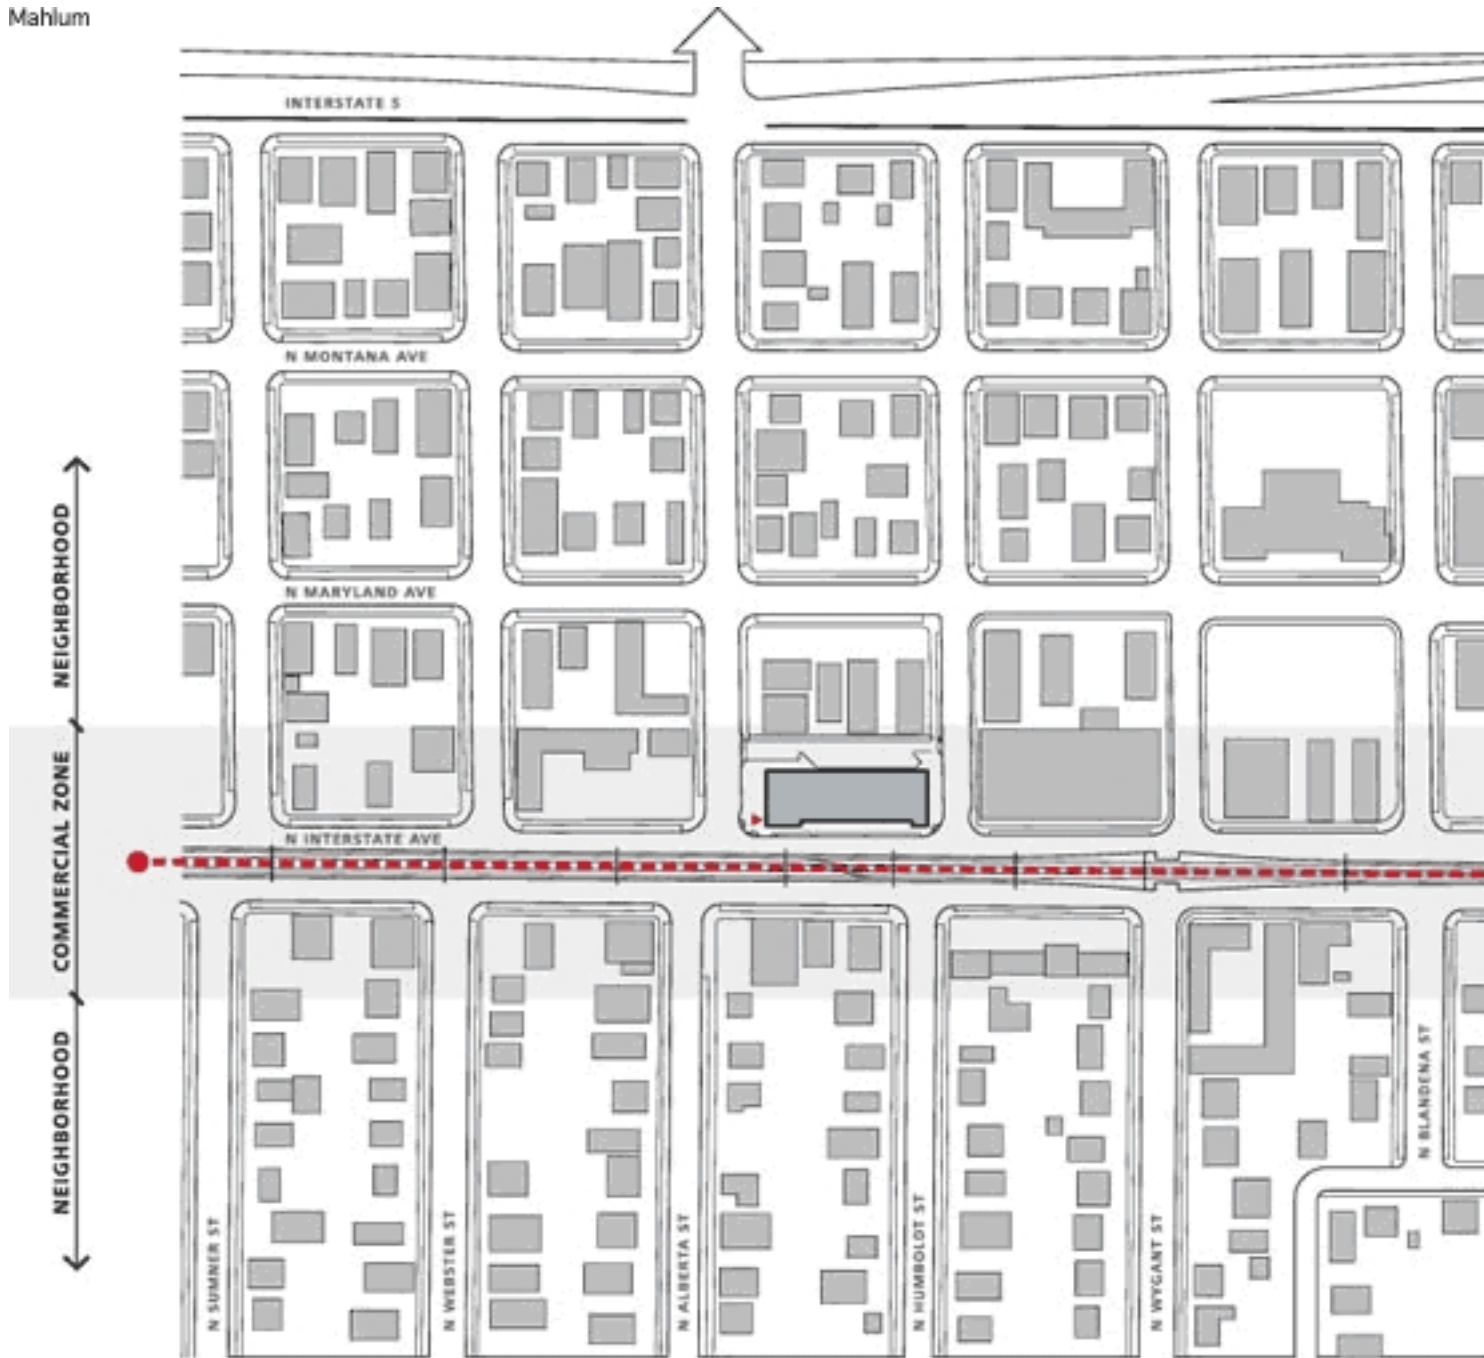 Mahlum
INTERSTATE 5
N MONTANA AVE
N MARYLAND AVE
N INTERSTATE AVE
NEIGHBORHOOD
COMMERCIAL ZONE
NEIGHBORHOOD
N SUMNER ST
N WEBSTER ST
N ALBERTA ST
N HUMBOLDT ST
N WYGANT ST
N BLANDENA ST